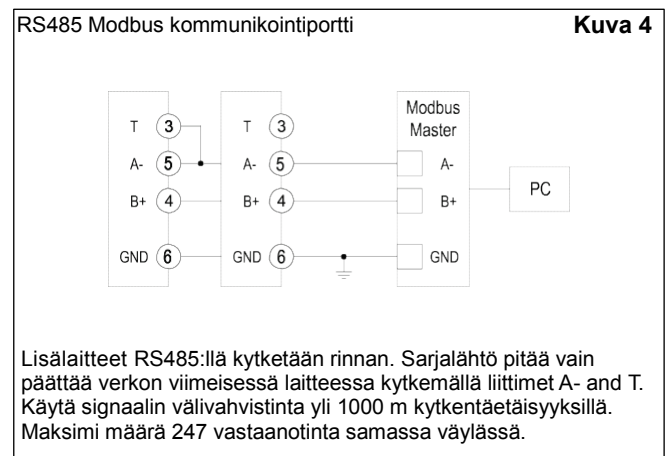 RS485 Modbus kommunikointiportti Kuva 4
Modbus
Master
T 3 T 3
A- 5 A- 5 A-
B+ 4 B+ 4 B+ PC
GND 6 GND 6 GND
Lisälaitteet RS485:llä kytketään rinnan. Sarjalähtö pitää vain
päättää verkon viimeisessä laitteessa kytkemällä liittimet A- and T.
Käytä signaalin välivahvistinta yli 1000 m kytkentäetäisyyksillä.
Maksimi määrä 247 vastaanotinta samassa väylässä.